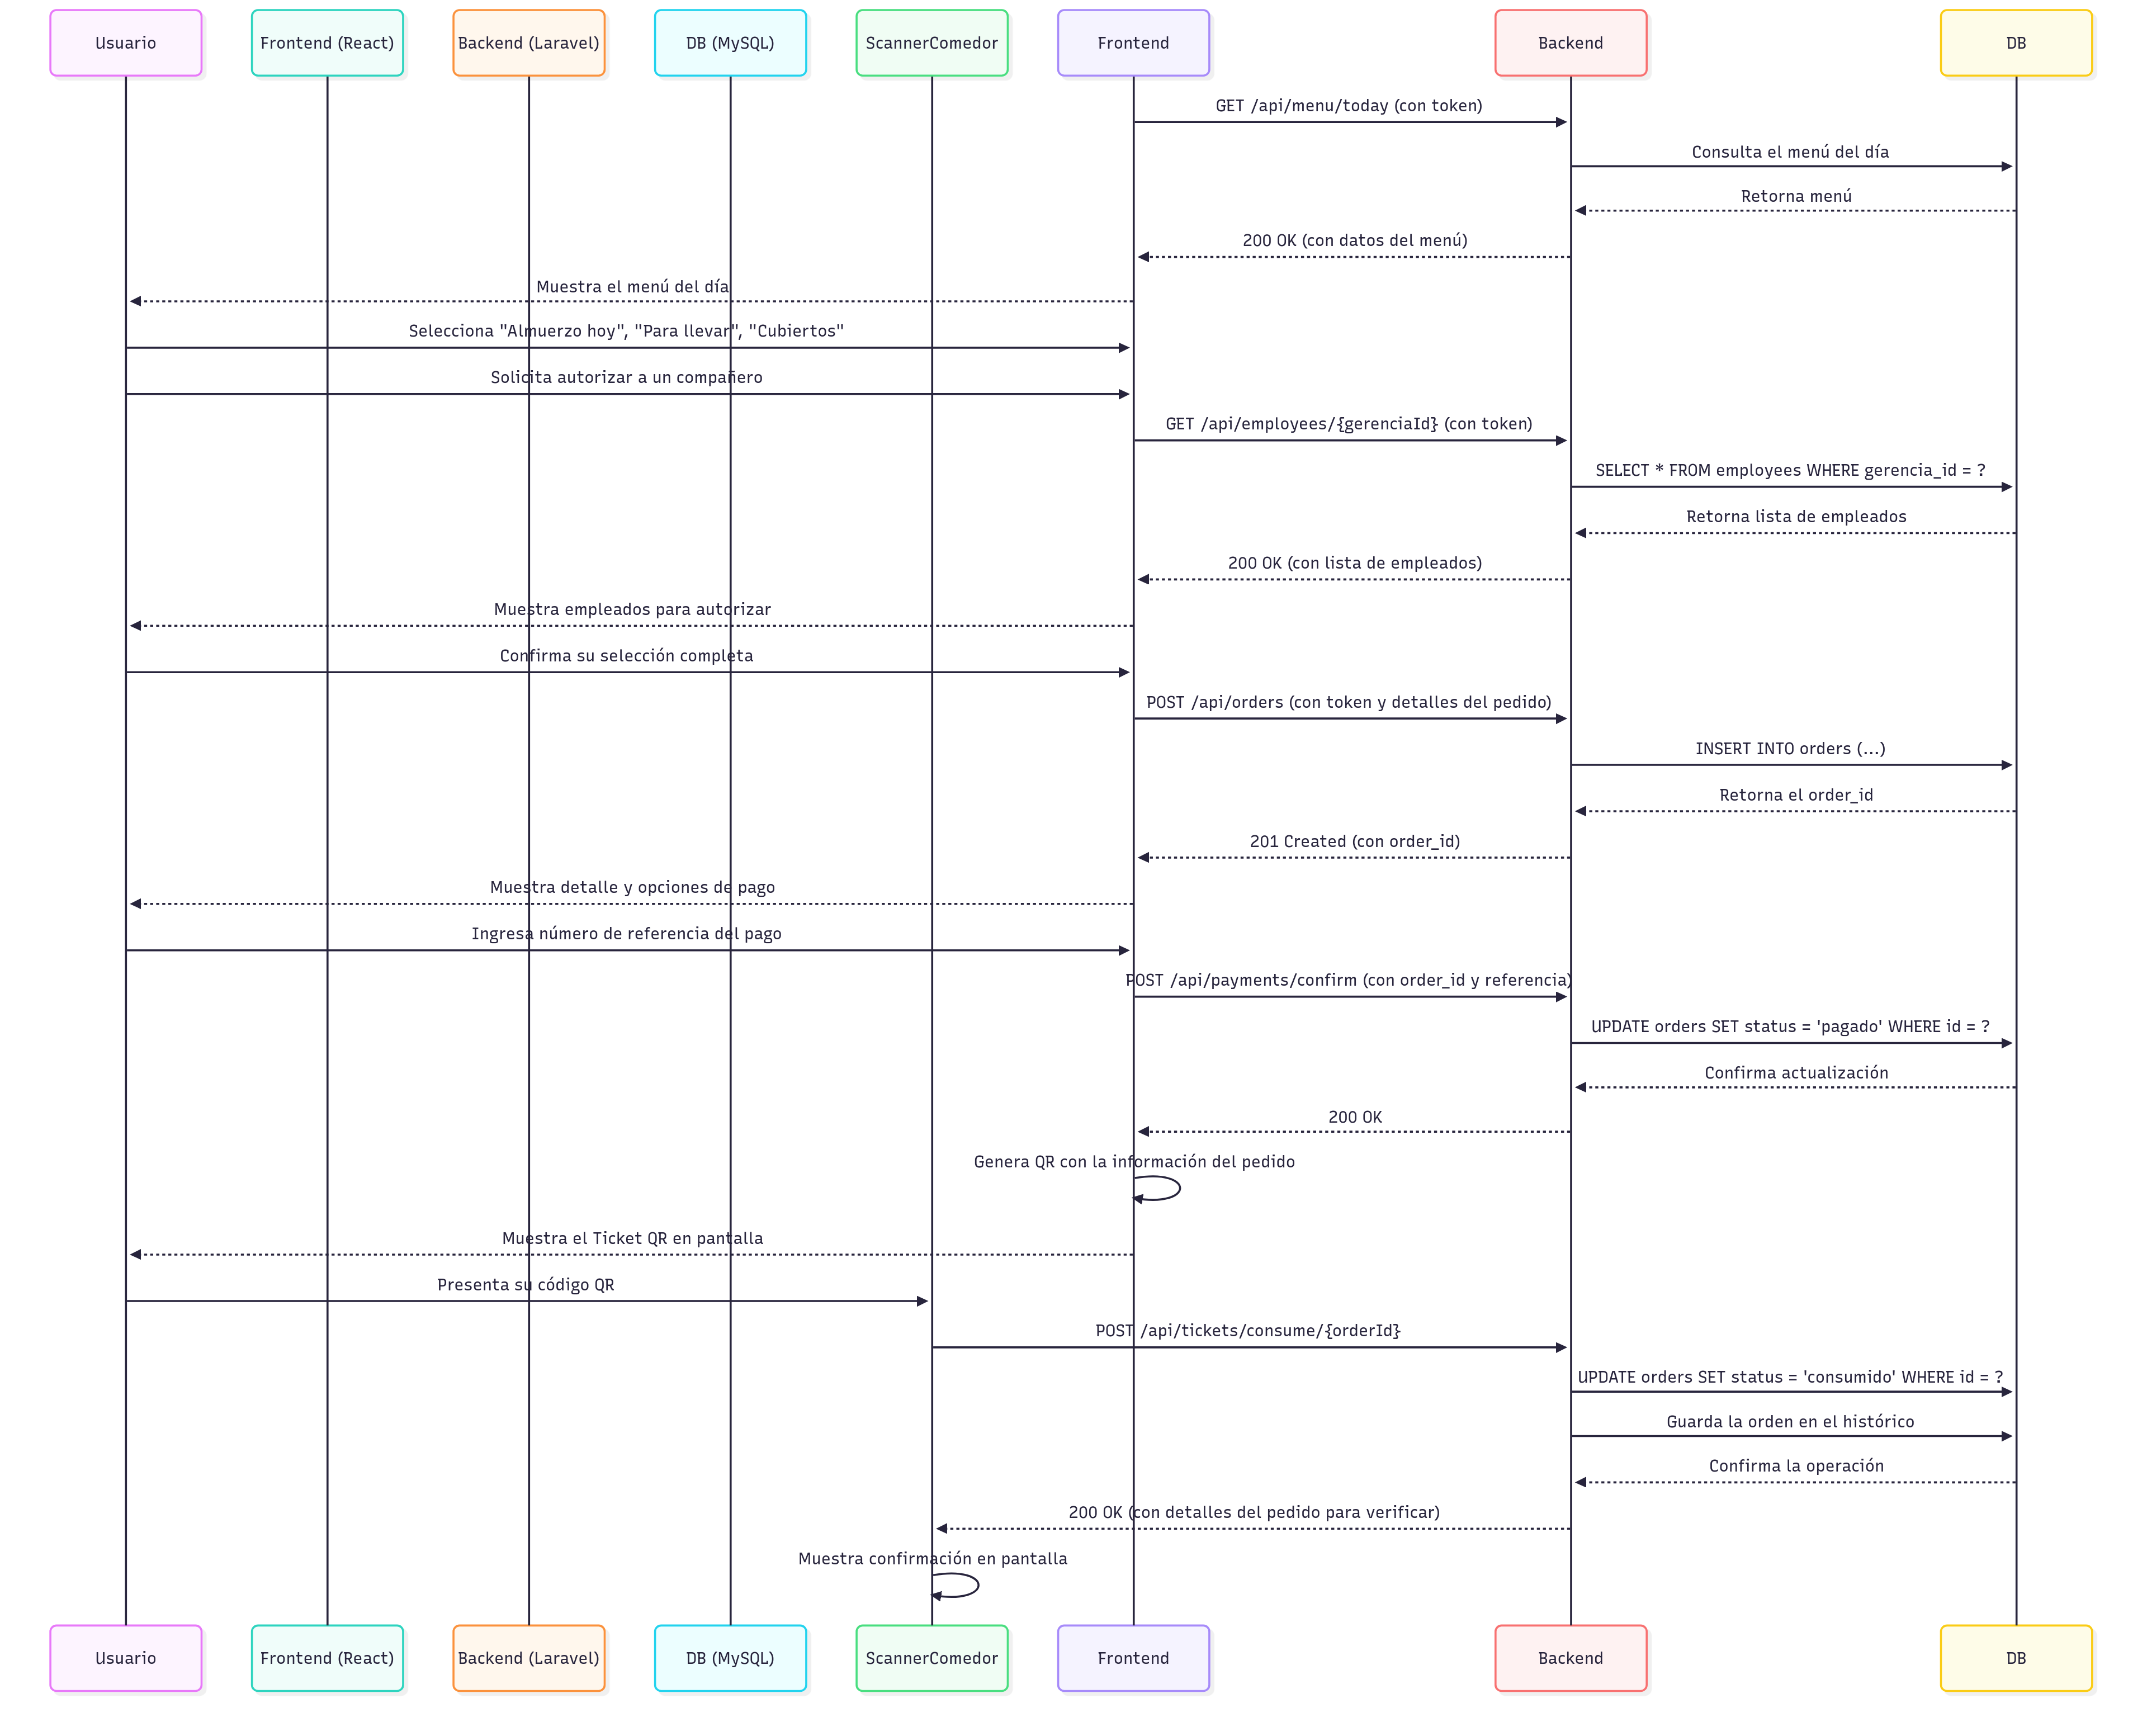 Usuario
Frontend (React)
Backend (Laravel)
DB (MySQL)
ScannerComedor
Frontend
Backend
DB
GET /api/menu/today (con token)
Consulta el menú del día
Retorna menú
200 OK (con datos del menú)
Muestra el menú del día
Selecciona "Almuerzo hoy", "Para llevar", "Cubiertos"
Solicita autorizar a un compañero
GET /api/employees/{gerenciaId} (con token)
SELECT * FROM employees WHERE gerencia_id = ?
Retorna lista de empleados
200 OK (con lista de empleados)
Muestra empleados para autorizar
Confirma su selección completa
POST /api/orders (con token y detalles del pedido)
INSERT INTO orders (...)
Retorna el order_id
201 Created (con order_id)
Muestra detalle y opciones de pago
Ingresa número de referencia del pago
POST /api/payments/confirm (con order_id y referencia)
UPDATE orders SET status = 'pagado' WHERE id = ?
Confirma actualización
200 OK
Genera QR con la información del pedido
Muestra el Ticket QR en pantalla
Presenta su código QR
POST /api/tickets/consume/{orderId}
UPDATE orders SET status = 'consumido' WHERE id = ?
Guarda la orden en el histórico
Confirma la operación
200 OK (con detalles del pedido para verificar)
Muestra confirmación en pantalla
Usuario
Frontend (React)
Backend (Laravel)
DB (MySQL)
ScannerComedor
Frontend
Backend
DB